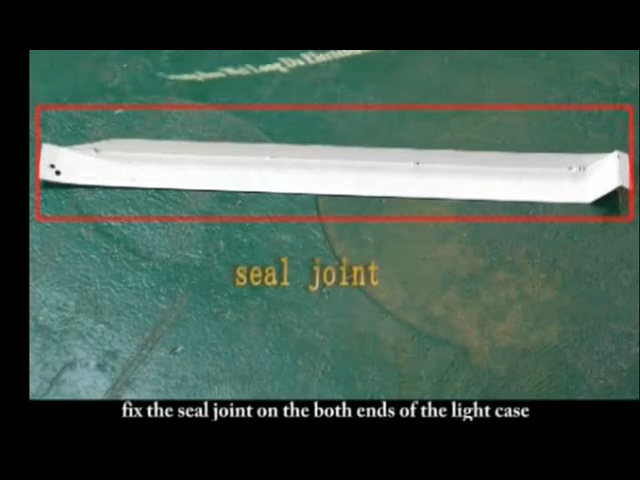 seal joint
fix the seal joint on the both ends of the light case